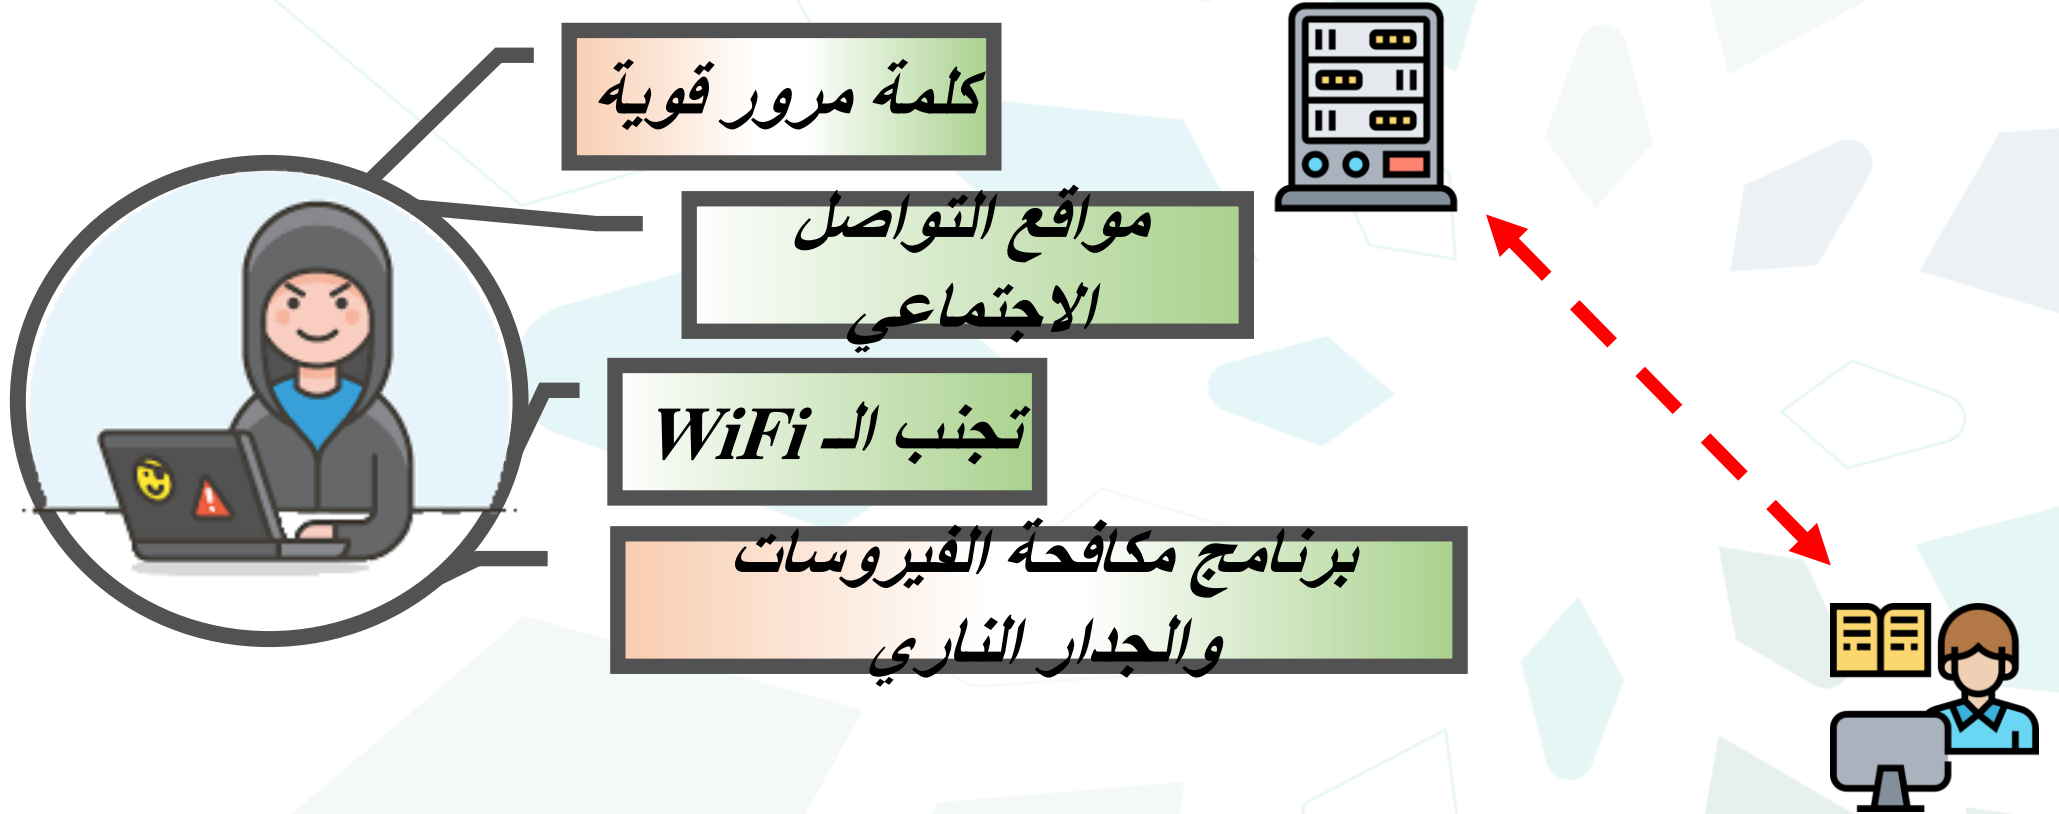 كلمة مرور قوية
مواقع التواصل
الاجتماعي
تجنب الـ WiFi
برنامج مكافحة الفيروسات
والجدار الناري